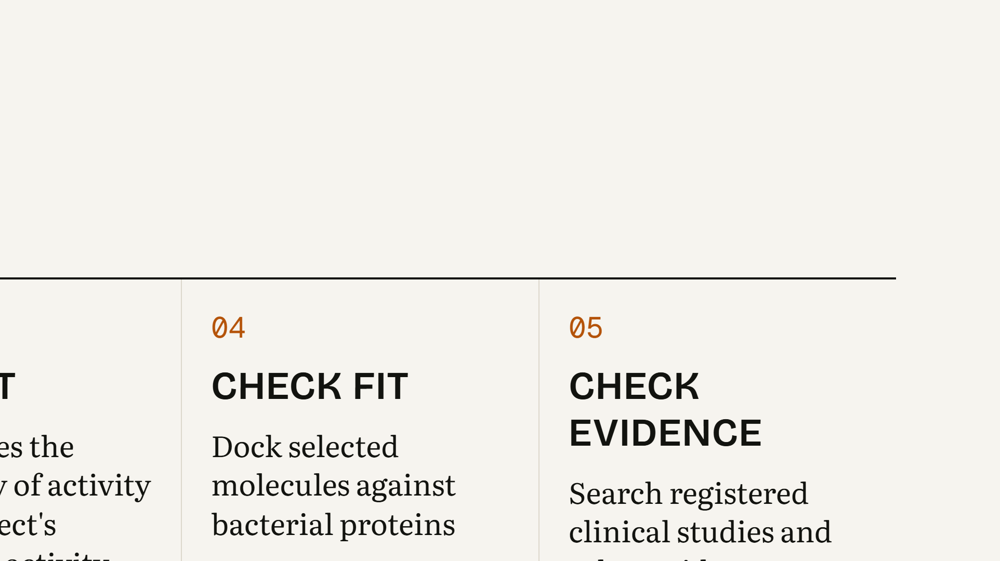 T
es the
of activity
ect's
activity
04
CHECK FIT
Dock selected
molecules against
bacterial proteins
05
CHECK
EVIDENCE
Search registered
clinical studies and